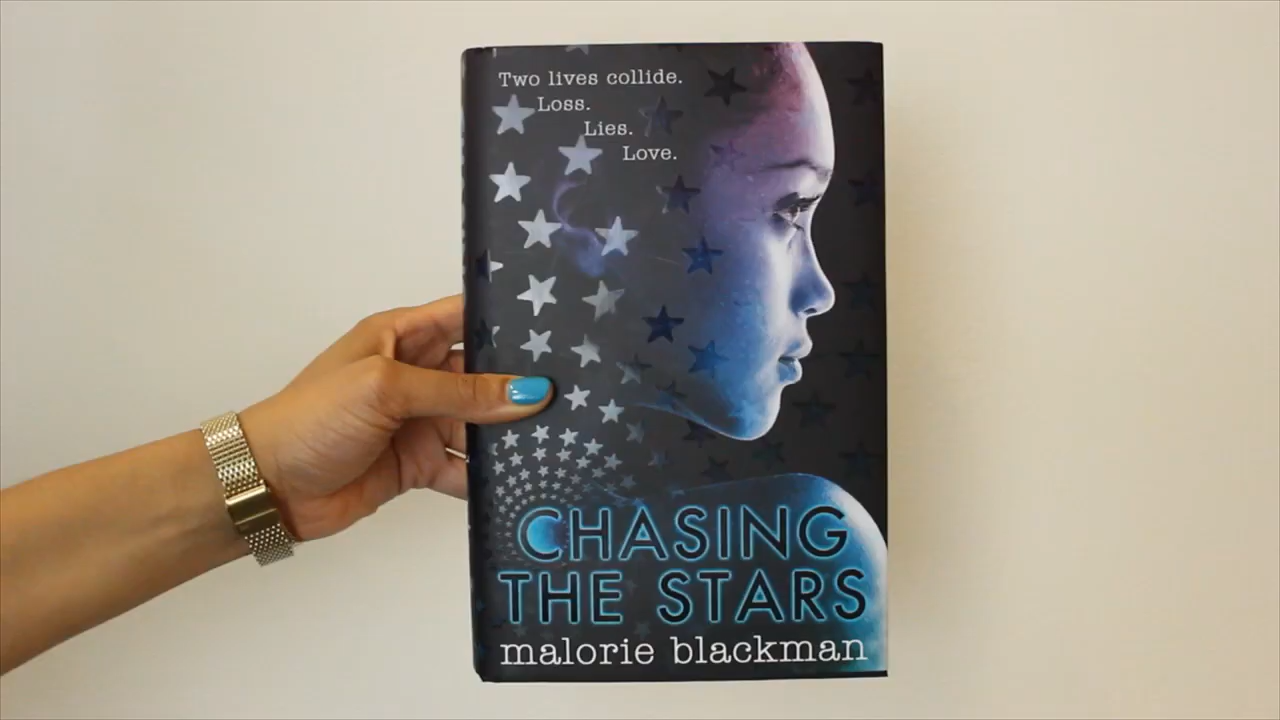 Two lives collide.
Loss.
Lies.
Love.
CHASING
THE STARS
malorie blackman